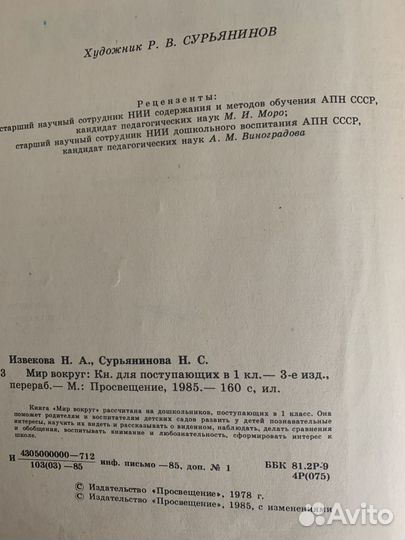 Художник Р. В. СУРЬЯНИНОВ
Рецензенты:
старший научный сотрудник НИИ содержания и методов обучения АПН СССР,
кандидат педагогических наук М. И. Моро;
старший научный сотрудник НИИ дошкольного воспитания АПН СССР,
кандидат педагогических наук А. М. Виноградова
Извекова Н. А., Сурьянинова Н. С.
3 Мир вокруг: Кн. для поступающих в 1 кл.— 3-е изд.,
перераб.— М.: Просвещение, 1985.— 160 с, ил.
Книга «Мир вокруг» рассчитана на дошкольников, поступающих в 1 класс. Она
поможет родителям и воспитателям детских садов развить у детей познавательные
интересы, научить их видеть и рассказывать о виденном, наблюдать, делать сравнения
и обобщения, воспитывать внимание и любознательность, сформировать интерес к
школе.
И 4305000000—712
103(03)—85 инф. письмо—85, доп. № 1 ББК 81.2Р-9
4Р(075)
© Издательство «Просвещение», 1978 г.
© Издательство «Просвещение», 1985, с изменениями
Avito